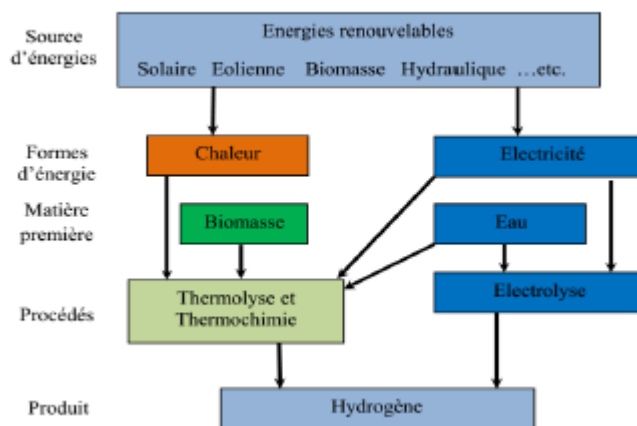 Source
d'énergies
Energies renouvelables
Solaire Eolienne Biomasse Hydraulique …etc.
Formes
d'énergie
Chaleur
Electricité
Matière
première
Biomasse
Eau
Procédés
Thermolyse et
Thermochimie
Electrolyse
Produit
Hydrogène